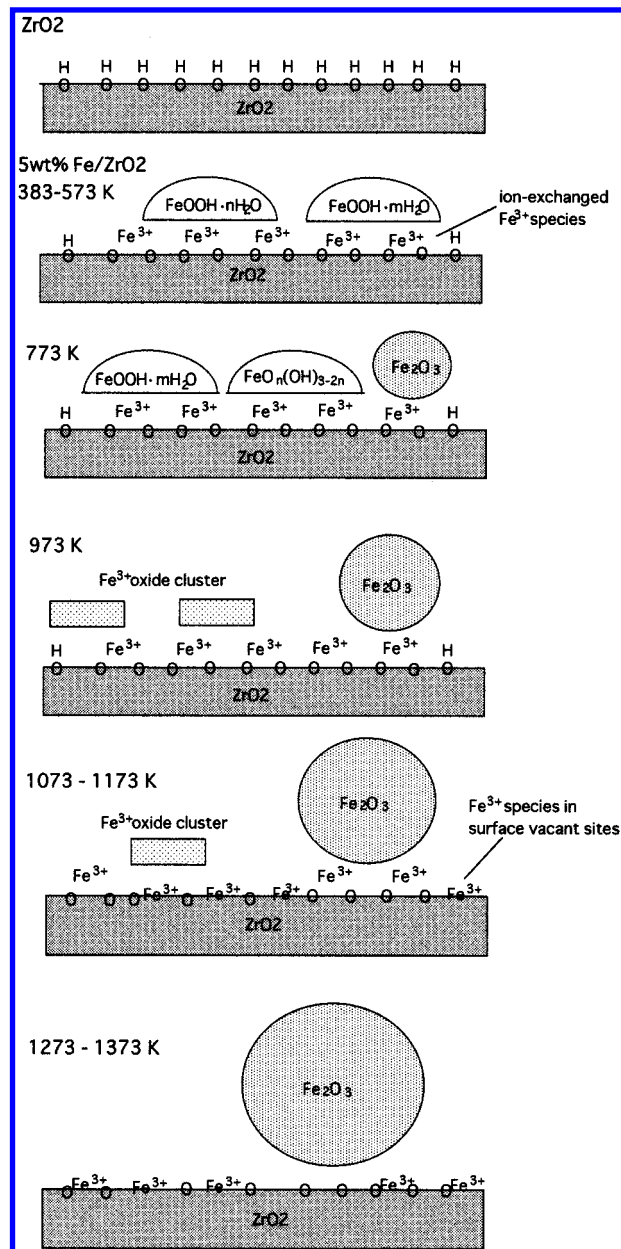 ZrO2
H H H H H H H H H H H H
O O O O O O O O O O O O
ZrO2
5wt% Fe/ZrO2
383-573 K
FeOOH·nH2O FeOOH·mH2O
ion-exchanged
Fe3+species
H Fe3+ Fe3+ Fe3+ Fe3+ Fe3+ H
O O O O O O O O O O O O
ZrO2
773 K
FeOOH·mH2O FeOn(OH)3-2n Fe2O3
H Fe3+ Fe3+ Fe3+ Fe3+ Fe3+ H
O O O O O O O O O O O O
ZrO2
973 K
Fe3+oxide cluster
Fe2O3
H Fe3+ Fe3+ Fe3+ Fe3+ Fe3+ H
O O O O O O O O O O O O
ZrO2
1073 - 1173 K
Fe2O3
Fe3+oxide cluster
Fe3+species in
surface vacant sites
Fe3+ Fe3+ Fe3+
O O O Fe3+ O Fe3+ O Fe3+ O O O O Fe3+
ZrO2
1273 - 1373 K
Fe2O3
O Fe3+ O Fe3+ O Fe3+ O O O O Fe3+ O O Fe3+
ZrO2